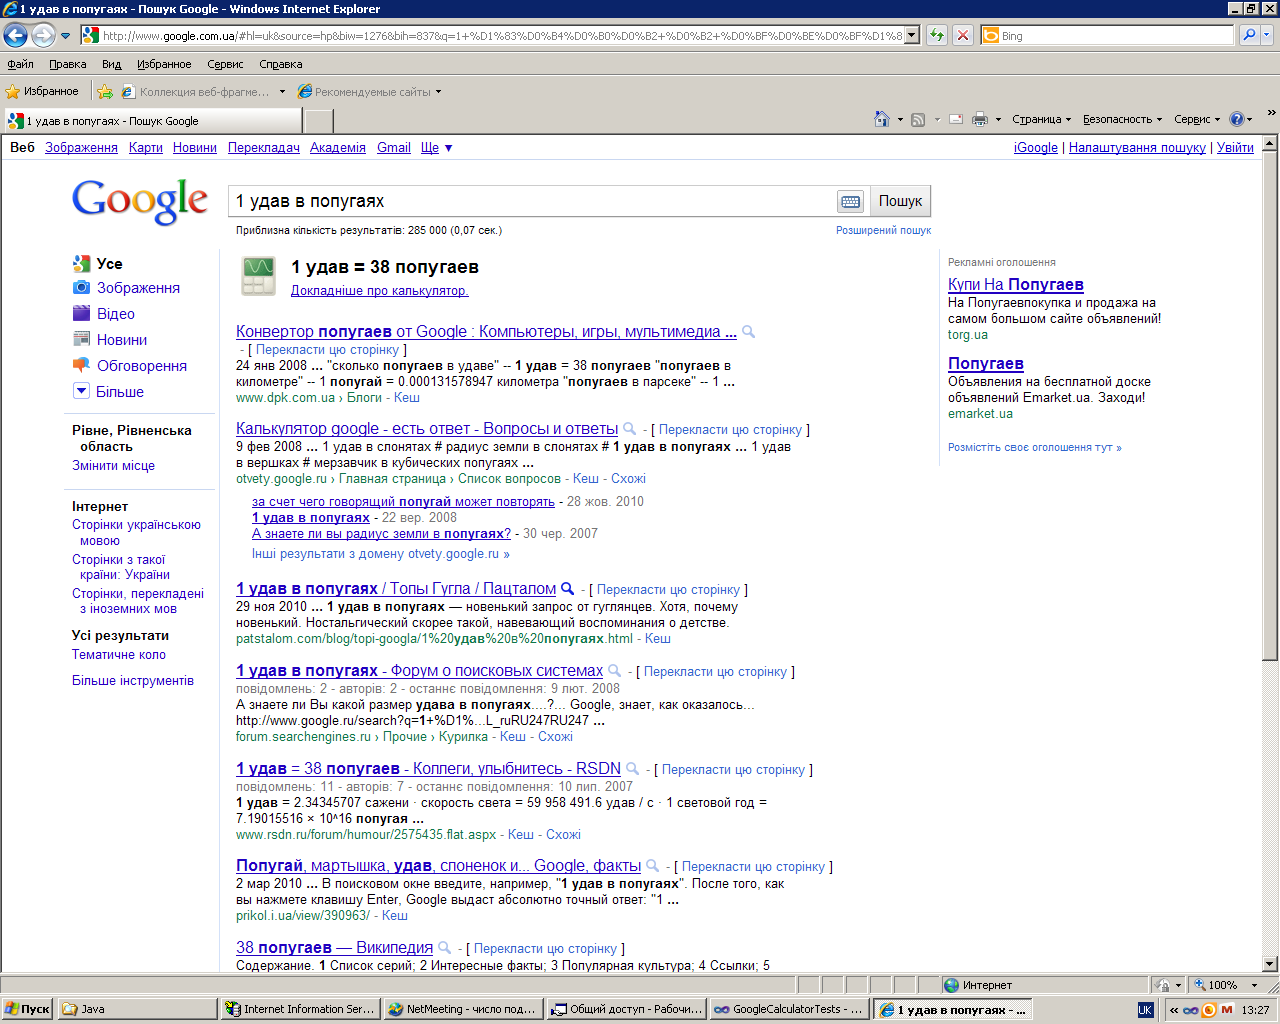 1 удав в попугаях - Пошук Google - Windows Internet Explorer
http://www.google.com.ua/#hl=uk&source=hp&biw=1276&bih=837&q=1+%D1%83%D0%B4%D0%B0%D0%B2+%D0%B2+%D0%BF%D0%BE%D0%BF%D1%8
Bing
Файл Правка Вид Избранное Сервис Справка
Избранное Коллекция веб-фрагме... Рекомендуемые сайты
1 удав в попугаях - Пошук Google
Страница Безопасность Сервис »
Веб Зображення Карти Новини Перекладач Академія Gmail Ще ▼
iGoogle | Налаштування пошуку | Увійти
Google
1 удав в попугаях
Пошук
Приблизна кількість результатів: 285 000 (0,07 сек.)
Розширений пошук
Усе
Зображення
Відео
Новини
Обговорення
Більше
Рівне, Рівненська
область
Змінити місце
Інтернет
Сторінки українською
мовою
Сторінки з такої
країни: України
Сторінки, перекладені
з іноземних мов
Усі результати
Тематичне коло
Більше інструментів
1 удав = 38 попугаев
Докладніше про калькулятор.
Конвертор попугаев от Google : Компьютеры, игры, мультимедиа ...
- [ Перекласти цю сторінку ]
24 янв 2008 ... "сколько попугаев в удаве" -- 1 удав = 38 попугаев "попугаев в
километре" -- 1 попугай = 0.000131578947 километра "попугаев в парсеке" -- 1 ...
www.dpk.com.ua › Блоги - Кеш
Калькулятор google - есть ответ - Вопросы и ответы - [ Перекласти цю сторінку ]
9 фев 2008 ... 1 удав в слонятах # радиус земли в слонятах # 1 удав в попугаях ... 1 удав
в вершках # мерзавчик в кубических попугаях ...
otvety.google.ru › Главная страница › Список вопросов - Кеш - Схожі
за счет чего говорящий попугай может повторять - 28 жов. 2010
1 удав в попугаях - 22 вер. 2008
А знаете ли вы радиус земли в попугаях? - 30 чер. 2007
Інші результати з домену otvety.google.ru »
1 удав в попугаях / Топы Гугла / Пацталом - [ Перекласти цю сторінку ]
29 ноя 2010 ... 1 удав в попугаях — новенький запрос от гуглянцев. Хотя, почему
новенький. Ностальгический скорее такой, навевающий воспоминания о детстве.
patstalom.com/blog/topi-googla/1%20удав%20в%20попугаях.html - Кеш
1 удав в попугаях - Форум о поисковых системах - [ Перекласти цю сторінку ]
повідомлень: 2 - авторів: 2 - останнє повідомлення: 9 лют. 2008
А знаете ли Вы какой размер удава в попугаях....?... Google, знает, как оказалось...
http://www.google.ru/search?q=1+%D1%...L_ruRU247RU247 ...
forum.searchengines.ru › Прочие › Курилка - Кеш - Схожі
1 удав = 38 попугаев - Коллеги, улыбнитесь - RSDN - [ Перекласти цю сторінку ]
повідомлень: 11 - авторів: 7 - останнє повідомлення: 10 лип. 2007
1 удав = 2.34345707 сажени · скорость света = 59 958 491.6 удав / с · 1 световой год =
7.19015516 × 10^16 попугая ...
www.rsdn.ru/forum/humour/2575435.flat.aspx - Кеш - Схожі
Попугай, мартышка, удав, слоненок и... Google, факты - [ Перекласти цю сторінку ]
2 мар 2010 ... В поисковом окне введите, например, "1 удав в попугаях". После того, как
вы нажмете клавишу Enter, Google выдаст абсолютно точный ответ: "1 ...
prikol.i.ua/view/390963/ - Кеш
38 попугаев — Википедия - [ Перекласти цю сторінку ]
Содержание. 1 Список серий; 2 Интересные факты; 3 Популярная культура; 4 Ссылки; 5
Рекламні оголошення
Купи На Попугаев
На Попугаевпокупка и продажа на
самом большом сайте объявлений!
torg.ua
Попугаев
Объявления на бесплатной доске
объявлений Emarket.ua. Заходи!
emarket.ua
Розмістіть своє оголошення тут »
Интернет 100%
Пуск Java Internet Information Ser... NetMeeting - число под... Общий доступ - Рабочи... GoogleCalculatorTests - ... 1 удав в попугаях - ... UK « 13:27